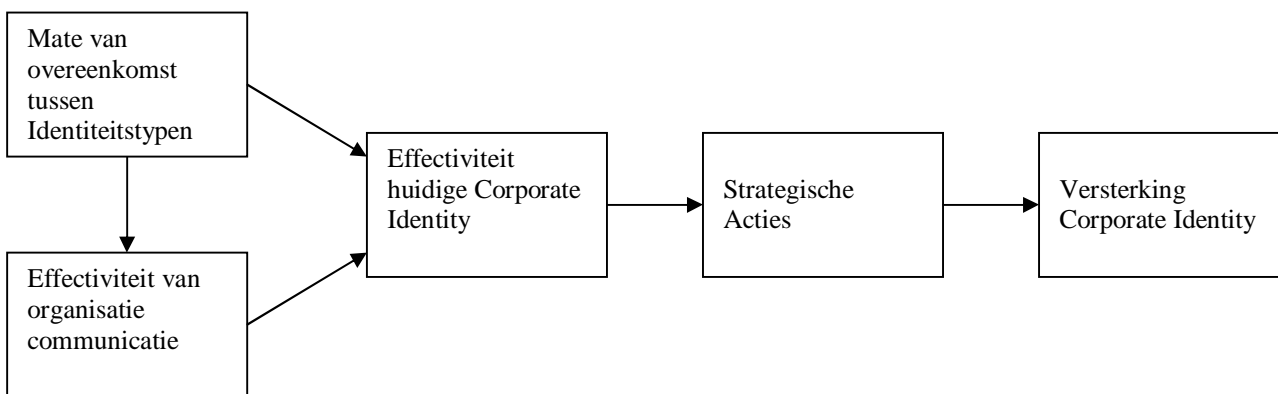 Mate van
overeenkomst
tussen
Identiteitstypen
Effectiviteit van
organisatie
communicatie
Effectiviteit
huidige Corporate
Identity
Strategische
Acties
Versterking
Corporate Identity